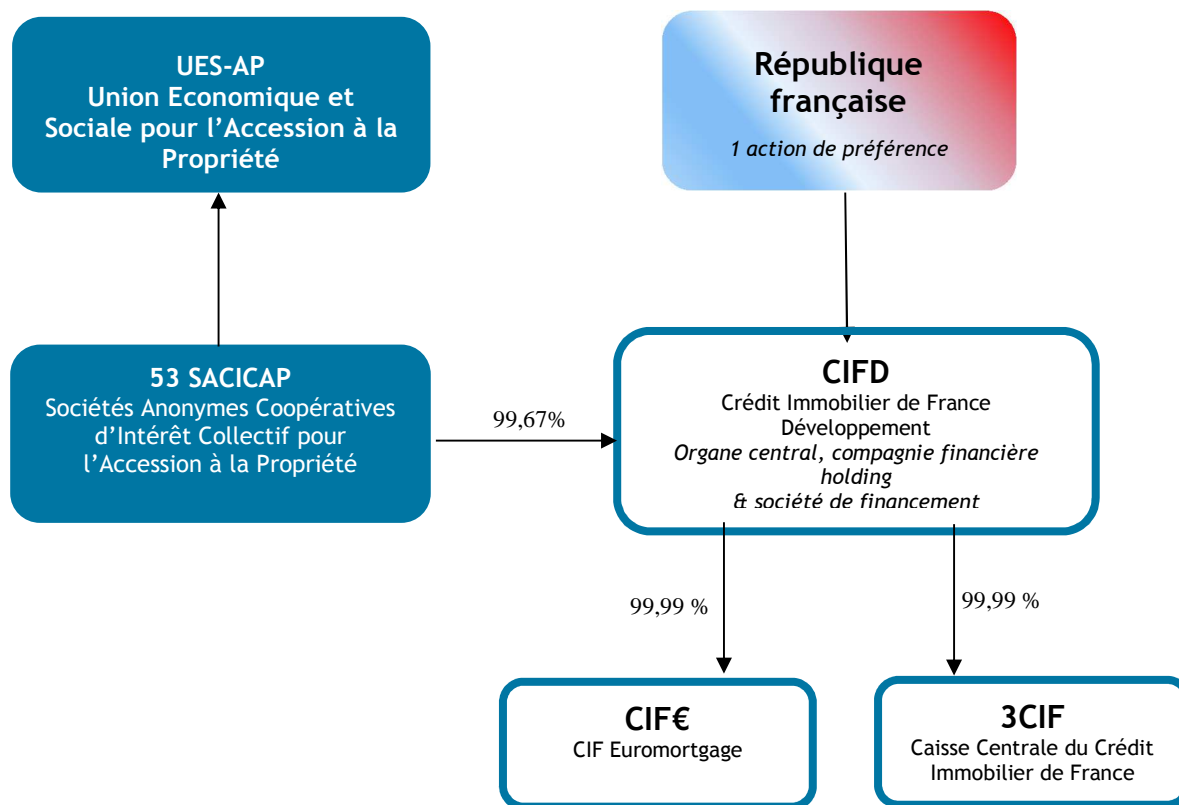 UES-AP
Union Economique et
Sociale pour l’Accession à la
Propriété
République
française
1 action de préférence
53 SACICAP
Sociétés Anonymes Coopératives
d’Intérêt Collectif pour
l’Accession à la Propriété
99,67%
CIFD
Crédit Immobilier de France
Développement
Organe central, compagnie financière
holding
& société de financement
99,99 %
99,99 %
CIF€
CIF Euromortgage
3CIF
Caisse Centrale du Crédit
Immobilier de France